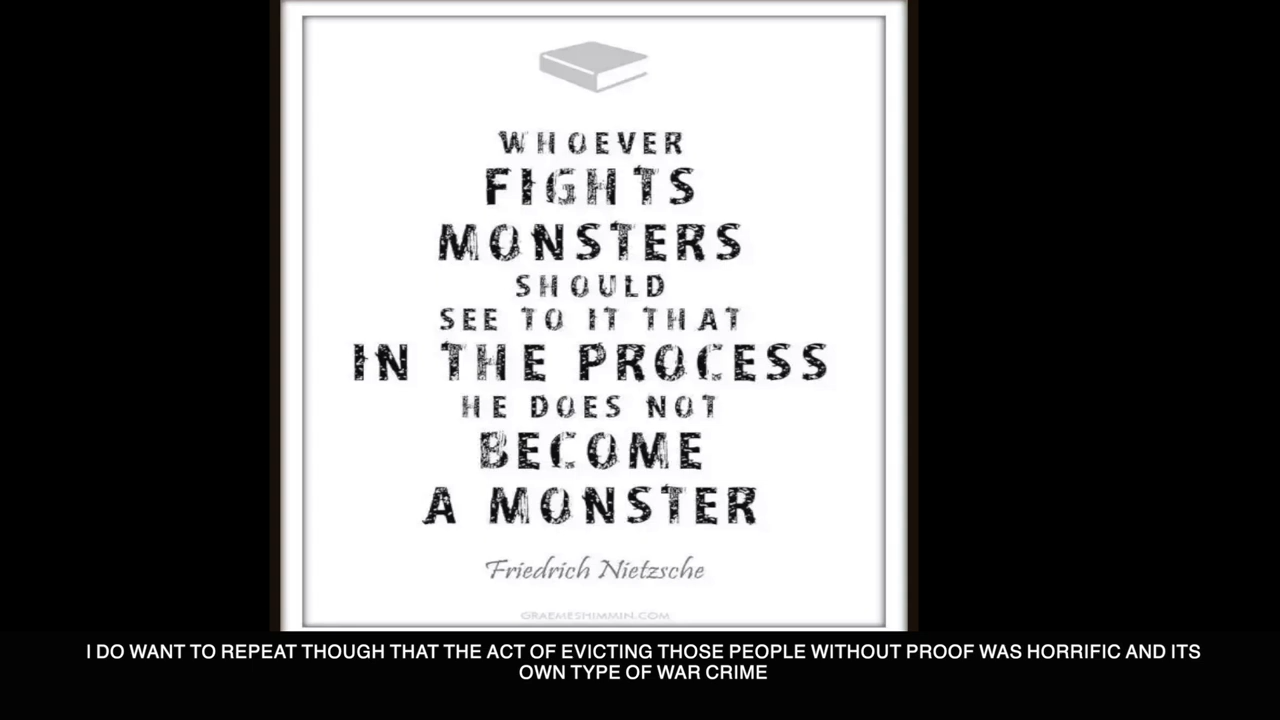 WHOEVER
FIGHTS
MONSTERS
SHOULD
SEE TO IT THAT
IN THE PROCESS
HE DOES NOT
BECOME
A MONSTER
Friedrich Nietzsche
GRAEMESHIMMIN.COM
I DO WANT TO REPEAT THOUGH THAT THE ACT OF EVICTING THOSE PEOPLE WITHOUT PROOF WAS HORRIFIC AND ITS
OWN TYPE OF WAR CRIME